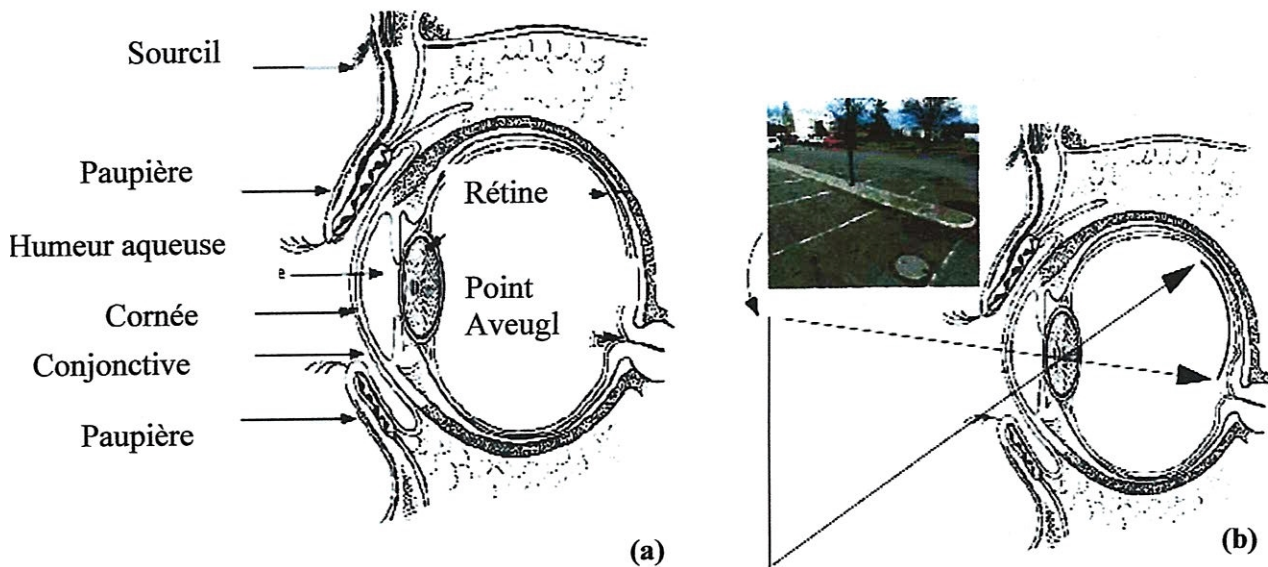 Sourcil
Paupière
Rétine
Humeur aqueuse
e
Point
Aveugl
Cornée
Conjonctive
Paupière
(a)
(b)